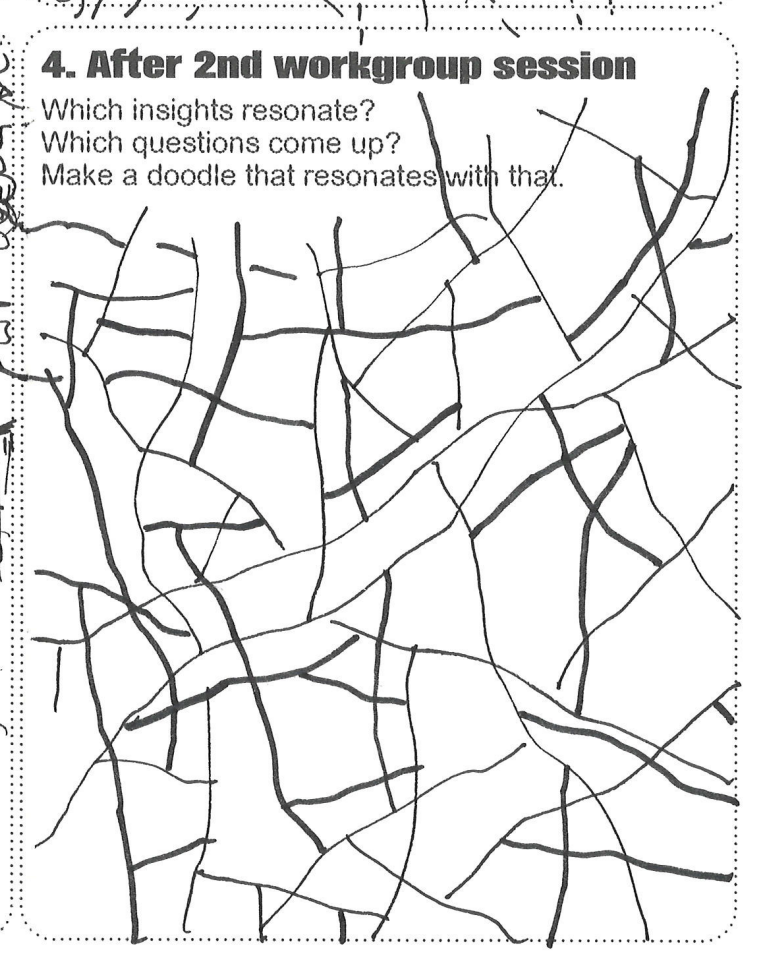 4. After 2nd workgroup session
Which insights resonate?
Which questions come up?
Make a doodle that resonates with that.